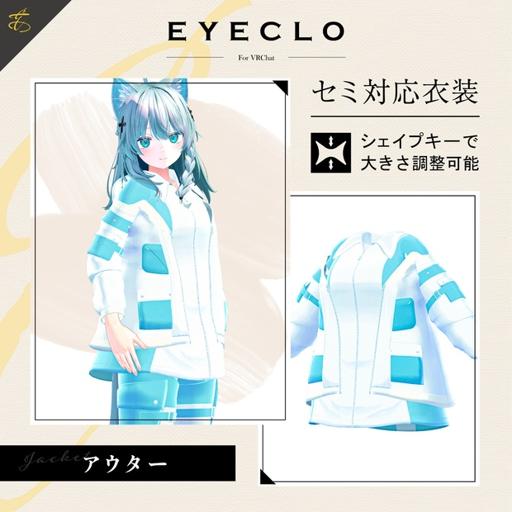 EYECLO
For VRChat
セミ対応衣装
シェイプキーで
大きさ調整可能
Jacket
アウター